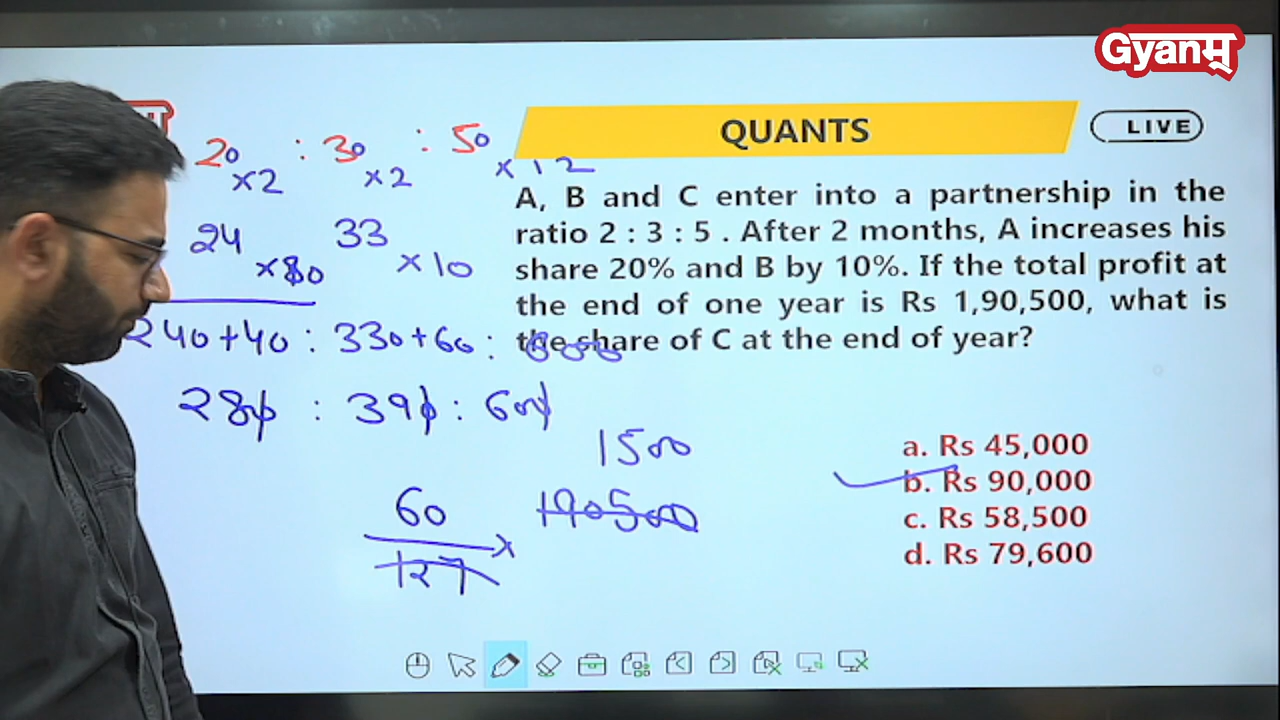 Gyanम्
QUANTS
LIVE
20 : 30 : 50
×2 ×2 ×12
24 33
×10 ×10
240+40 : 330+60 : 600
280 : 390 : 600
1500
60 × 190500
127
A, B and C enter into a partnership in the
ratio 2 : 3 : 5 . After 2 months, A increases his
share 20% and B by 10%. If the total profit at
the end of one year is Rs 1,90,500, what is
the share of C at the end of year?
a. Rs 45,000
b. Rs 90,000
c. Rs 58,500
d. Rs 79,600